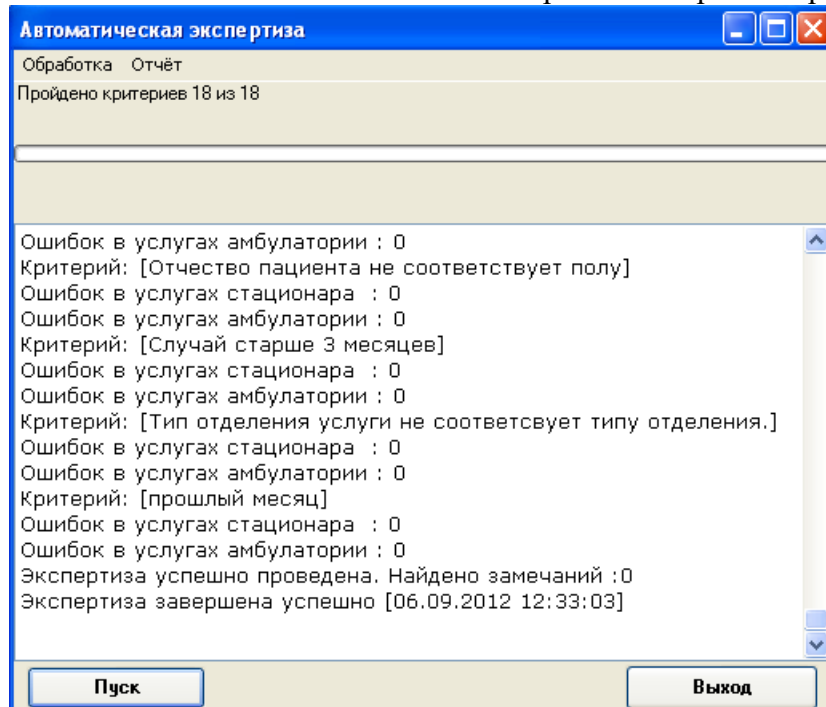 Автоматическая экспертиза
Обработка Отчёт
Пройдено критериев 18 из 18
Ошибок в услугах амбулатории : 0
Критерий: [Отчество пациента не соответствует полу]
Ошибок в услугах стационара : 0
Ошибок в услугах амбулатории : 0
Критерий: [Случай старше 3 месяцев]
Ошибок в услугах стационара : 0
Ошибок в услугах амбулатории : 0
Критерий: [Тип отделения услуги не соответсвует типу отделения.]
Ошибок в услугах стационара : 0
Ошибок в услугах амбулатории : 0
Критерий: [прошлый месяц]
Ошибок в услугах стационара : 0
Ошибок в услугах амбулатории : 0
Экспертиза успешно проведена. Найдено замечаний :0
Экспертиза завершена успешно [06.09.2012 12:33:03]
Пуск Выход